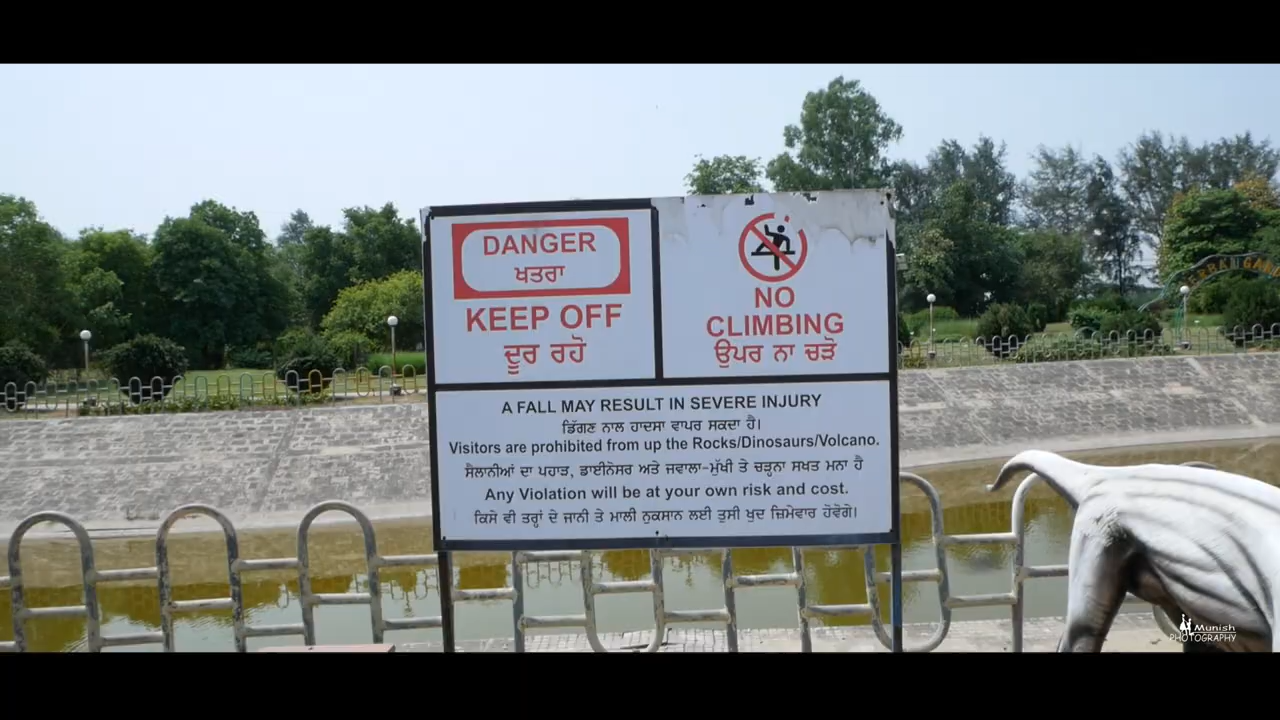 DANGER
ਖਤਰਾ
KEEP OFF
ਦੂਰ ਰਹੋ
NO
CLIMBING
ਉਪਰ ਨਾ ਚੜੋ
A FALL MAY RESULT IN SEVERE INJURY
ਡਿੱਗਣ ਨਾਲ ਹਾਦਸਾ ਵਾਪਰ ਸਕਦਾ ਹੈ।
Visitors are prohibited from up the Rocks/Dinosaurs/Volcano.
ਸੈਲਾਨੀਆਂ ਦਾ ਪਹਾੜ, ਡਾਈਨੋਸਰ ਅਤੇ ਜਵਾਲਾ-ਮੁੱਖੀ ਤੇ ਚੜ੍ਹਨਾ ਸਖਤ ਮਨਾ ਹੈ
Any Violation will be at your own risk and cost.
ਕਿਸੇ ਵੀ ਤਰ੍ਹਾਂ ਦੇ ਜਾਨੀ ਤੇ ਮਾਲੀ ਨੁਕਸਾਨ ਲਈ ਤੁਸੀ ਖੁਦ ਜ਼ਿਮੇਵਾਰ ਹੋਵੋਗੇ।
Munish
PHOTOGRAPHY